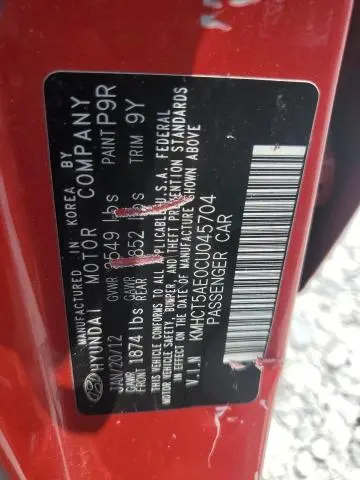 MANUFACTURED IN KOREA BY
HYUNDAI MOTOR COMPANY
JAN/20/12 GVWR 3549 lbs PAINT P9R
GAWR FRONT 1874 lbs GAWR REAR 1852 lbs TRIM 9Y
THIS VEHICLE CONFORMS TO ALL APPLICABLE U.S.A. FEDERAL
MOTOR VEHICLE SAFETY, BUMPER, AND THEFT PREVENTION STANDARDS
IN EFFECT ON THE DATE OF MANUFACTURE SHOWN ABOVE
V.I.N KMHCT5AE0CU045704
PASSENGER CAR